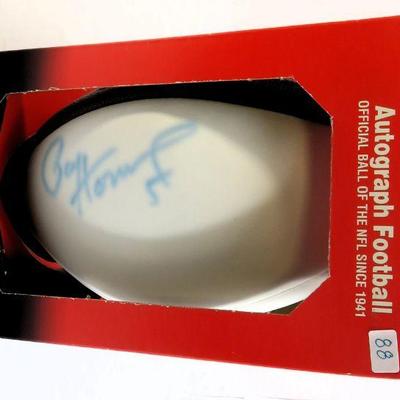 Autograph Football
OFFICIAL BALL OF THE NFL SINCE 1941
88